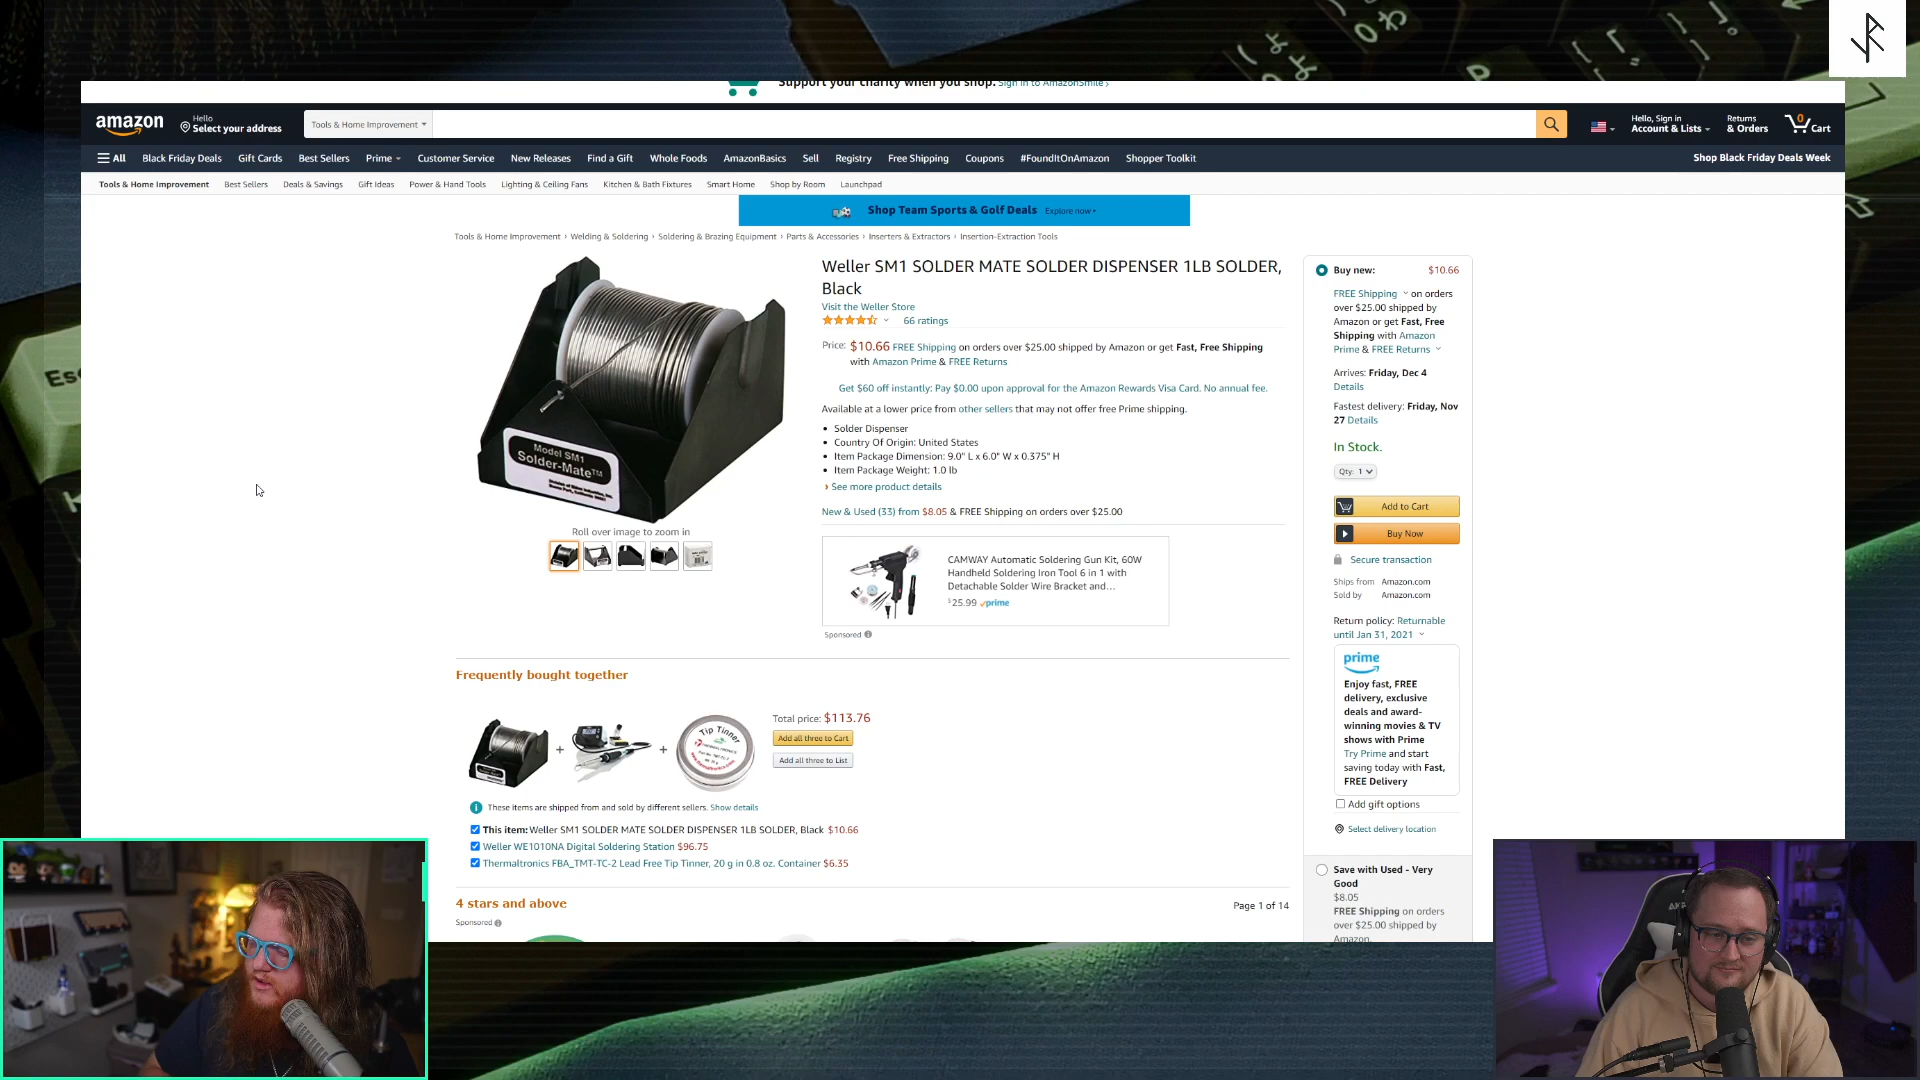 Support your charity when you shop. Sign in to AmazonSmile ›
amazon
Hello
Select your address
Tools & Home Improvement
Hello, Sign in
Account & Lists
Returns
& Orders
0
Cart
All
Black Friday Deals
Gift Cards
Best Sellers
Prime
Customer Service
New Releases
Find a Gift
Whole Foods
AmazonBasics
Sell
Registry
Free Shipping
Coupons
#FoundItOnAmazon
Shopper Toolkit
Shop Black Friday Deals Week
Tools & Home Improvement
Best Sellers
Deals & Savings
Gift Ideas
Power & Hand Tools
Lighting & Ceiling Fans
Kitchen & Bath Fixtures
Smart Home
Shop by Room
Launchpad
Shop Team Sports & Golf Deals Explore now ›
Tools & Home Improvement › Welding & Soldering › Soldering & Brazing Equipment › Parts & Accessories › Inserters & Extractors › Insertion-Extraction Tools
Esc
Model SM1
Solder-Mate™
Roll over image to zoom in
Weller SM1 SOLDER MATE SOLDER DISPENSER 1LB SOLDER,
Black
Visit the Weller Store
66 ratings
Price: $10.66 FREE Shipping on orders over $25.00 shipped by Amazon or get Fast, Free Shipping
with Amazon Prime & FREE Returns
Get $60 off instantly: Pay $0.00 upon approval for the Amazon Rewards Visa Card. No annual fee.
Available at a lower price from other sellers that may not offer free Prime shipping.
• Solder Dispenser
• Country Of Origin: United States
• Item Package Dimension: 9.0" L x 6.0" W x 0.375" H
• Item Package Weight: 1.0 lb
› See more product details
New & Used (33) from $8.05 & FREE Shipping on orders over $25.00
CAMWAY Automatic Soldering Gun Kit, 60W
Handheld Soldering Iron Tool 6 in 1 with
Detachable Solder Wire Bracket and…
$25.99 prime
Sponsored
Buy new: $10.66
FREE Shipping on orders
over $25.00 shipped by
Amazon or get Fast, Free
Shipping with Amazon
Prime & FREE Returns
Arrives: Friday, Dec 4
Details
Fastest delivery: Friday, Nov
27 Details
In Stock.
Qty: 1
Add to Cart
Buy Now
Secure transaction
Ships from Amazon.com
Sold by Amazon.com
Return policy: Returnable
until Jan 31, 2021
prime
Enjoy fast, FREE
delivery, exclusive
deals and award-
winning movies & TV
shows with Prime
Try Prime and start
saving today with Fast,
FREE Delivery
Add gift options
Select delivery location
Save with Used - Very
Good
$8.05
FREE Shipping on orders
over $25.00 shipped by
Amazon.
Frequently bought together
+
+
Tip Tinner
Total price: $113.76
Add all three to Cart
Add all three to List
These items are shipped from and sold by different sellers. Show details
This item: Weller SM1 SOLDER MATE SOLDER DISPENSER 1LB SOLDER, Black $10.66
Weller WE1010NA Digital Soldering Station $96.75
Thermaltronics FBA_TMT-TC-2 Lead Free Tip Tinner, 20 g in 0.8 oz. Container $6.35
4 stars and above
Page 1 of 14
Sponsored